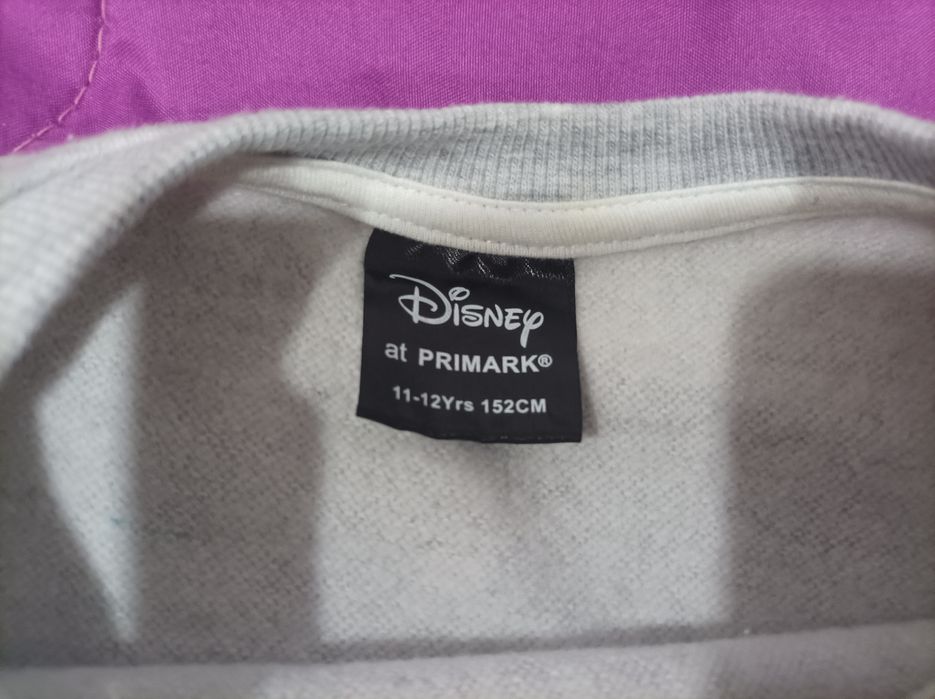 Disney
at PRIMARK®
11-12Yrs 152CM